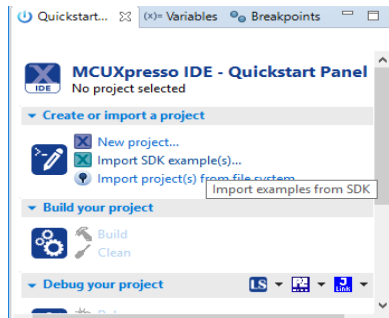 Quickstart... (x)= Variables Breakpoints
IDE
MCUXpresso IDE - Quickstart Panel
No project selected
Create or import a project
New project...
Import SDK example(s)...
Import project(s) from file system
Import examples from SDK
Build your project
Build
Clean
Debug your project LS LINK